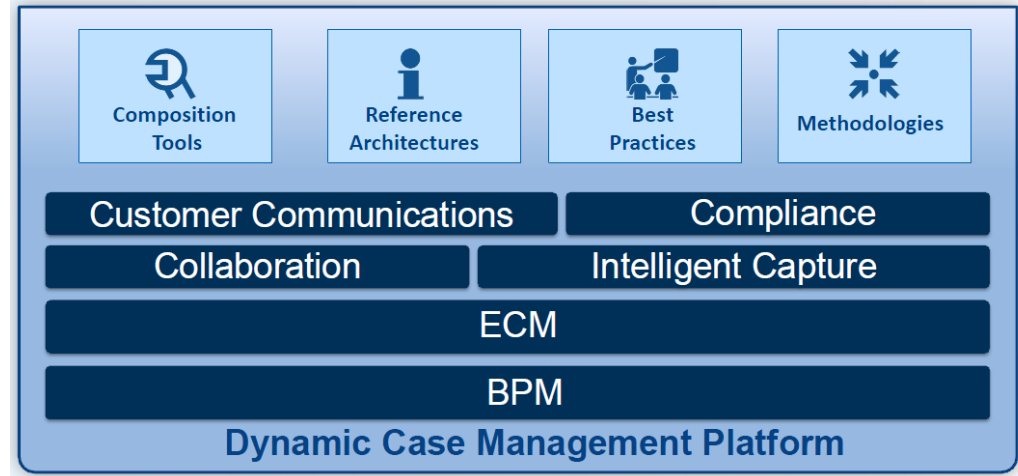 Composition
Tools
Reference
Architectures
Best
Practices
Methodologies
Customer Communications
Compliance
Collaboration
Intelligent Capture
ECM
BPM
Dynamic Case Management Platform